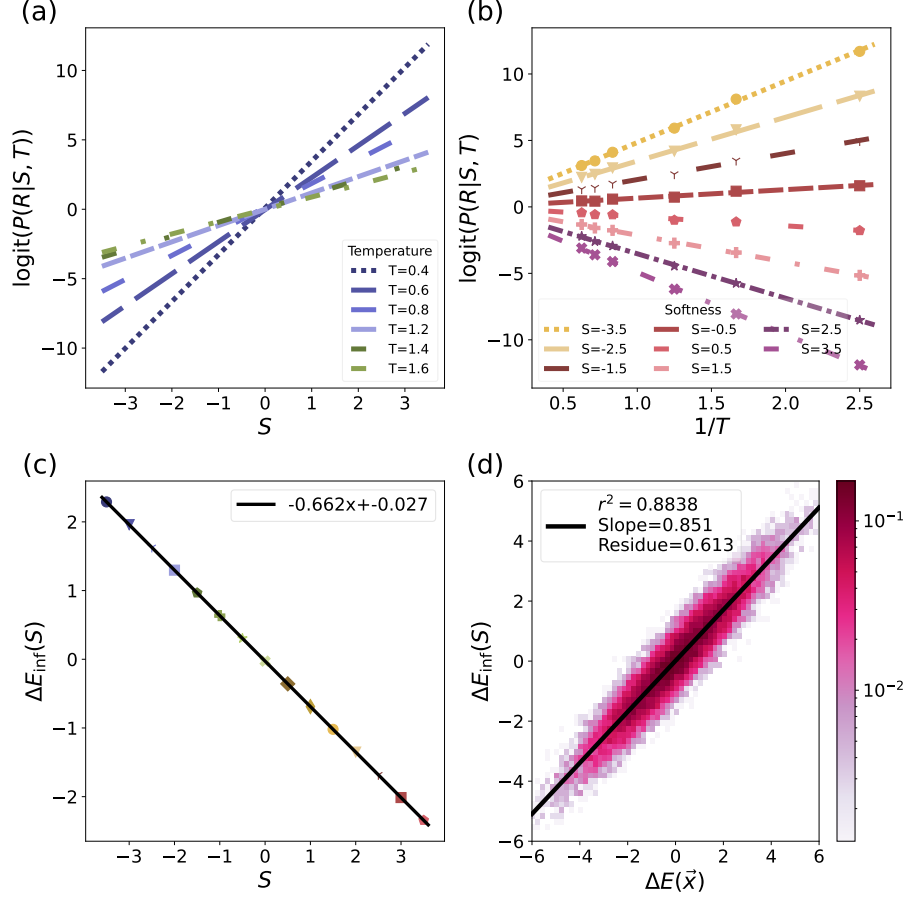 (a)
logit(P(R|S, T))
10
5
0
−5
−10
−3 −2 −1 0 1 2 3
S
Temperature
T=0.4
T=0.6
T=0.8
T=1.2
T=1.4
T=1.6
(b)
logit(P(R|S, T)
10
5
0
−5
−10
0.5 1.0 1.5 2.0 2.5
1/T
Softness
S=-3.5 S=-0.5 S=2.5
S=-2.5 S=0.5 S=3.5
S=-1.5 S=1.5
(c)
ΔE_inf(S)
2
1
0
−1
−2
−3 −2 −1 0 1 2 3
S
-0.662x+-0.027
(d)
ΔE_inf(S)
6
4
2
0
−2
−4
−6
−6 −4 −2 0 2 4 6
ΔE(x⃗)
r² = 0.8838
Slope=0.851
Residue=0.613
10⁻¹
10⁻²